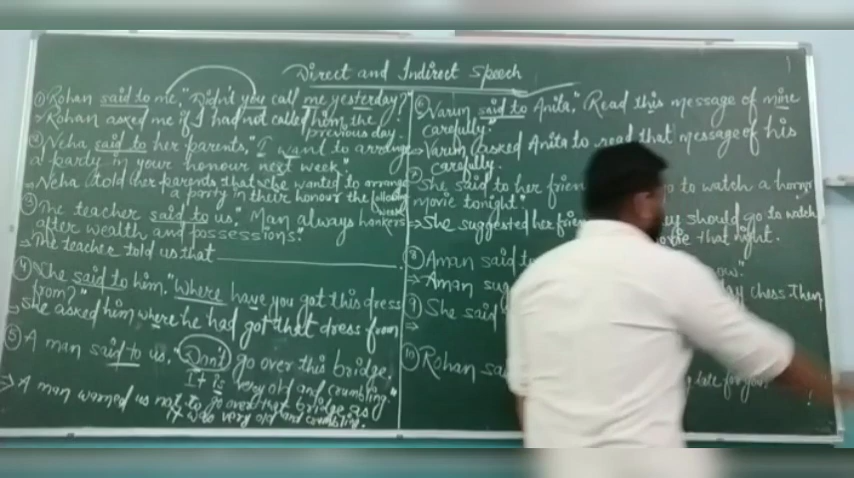 Direct and Indirect Speech
① Rohan said to me, "Didn't you call me yesterday?"
→ Rohan asked me if I had not called him the previous day.
② Neha said to her parents, "I want to arrange
a party in your honour next week."
→ Neha told her parents that she wanted to arrange
a party in their honour the following week.
③ The teacher said to us, "Man always hankers
after wealth and possessions."
→ The teacher told us that
④ She said to him, "Where have you got this dress
from?"
→ She asked him where he had got that dress from
⑤ A man said to us, "Don't go over this bridge.
It is very old and crumbling."
→ A man warned us not to go over that bridge as
it was very old and crumbling.
⑥ Varun said to Anita, "Read this message of mine
carefully."
→ Varun asked Anita to read that message of his
carefully.
⑦ She said to her to watch a horror
movie tonight."
→ She suggested her should go to watch
that night.
⑧ Aman said
→ Aman chess then
⑨ She said
→
⑩ Rohan
late for you.